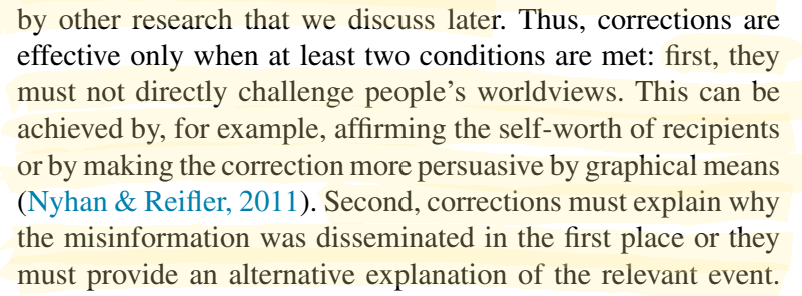 by other research that we discuss later. Thus, corrections are
effective only when at least two conditions are met: first, they
must not directly challenge people's worldviews. This can be
achieved by, for example, affirming the self-worth of recipients
or by making the correction more persuasive by graphical means
(Nyhan & Reifler, 2011). Second, corrections must explain why
the misinformation was disseminated in the first place or they
must provide an alternative explanation of the relevant event.